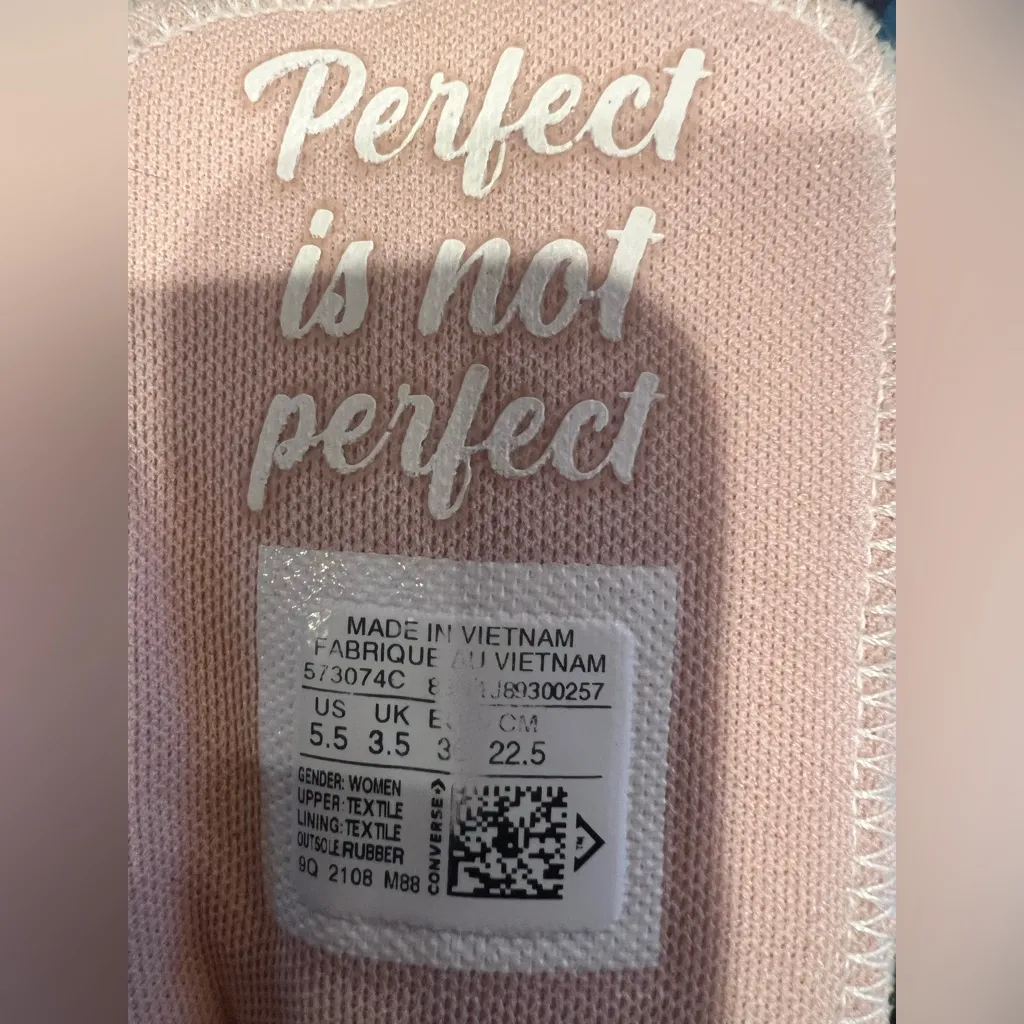 Perfect
is not
perfect
MADE IN VIETNAM
FABRIQUE AU VIETNAM
573074C
US UK CM
5.5 3.5 22.5
GENDER: WOMEN
UPPER: TEXTILE
LINING: TEXTILE
OUTSOLE RUBBER
9Q 2108 M88
CONVERSE
TM